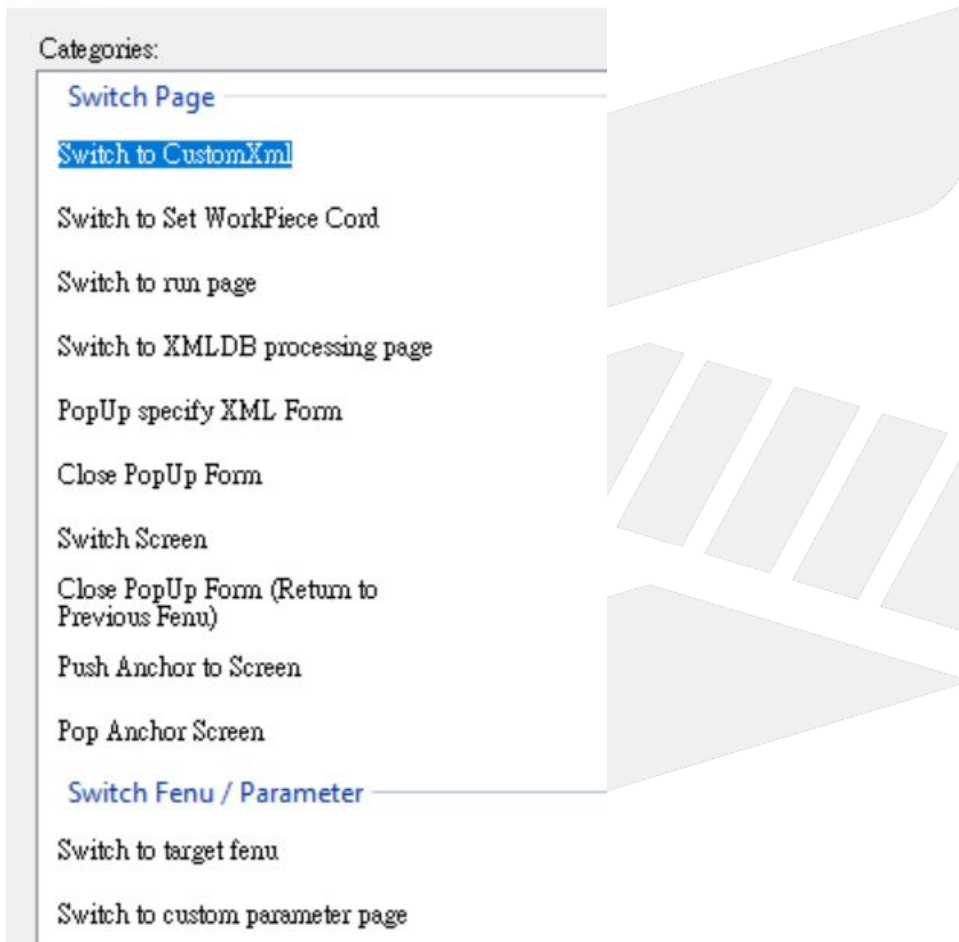 Categories:
Switch Page
Switch to CustomXml
Switch to Set WorkPiece Cord
Switch to run page
Switch to XMLDB processing page
PopUp specify XML Form
Close PopUp Form
Switch Screen
Close PopUp Form (Return to
Previous Fenu)
Push Anchor to Screen
Pop Anchor Screen
Switch Fenu / Parameter
Switch to target fenu
Switch to custom parameter page